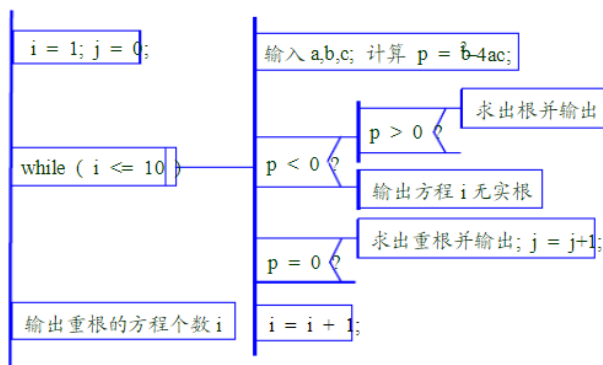 i = 1; j = 0;
输入 a,b,c; 计算 p = b²-4ac;
求出根并输出
p > 0 ?
while ( i <= 10 )
p < 0 ?
输出方程 i 无实根
求出重根并输出; j = j+1;
p = 0 ?
输出重根的方程个数 i
i = i + 1;